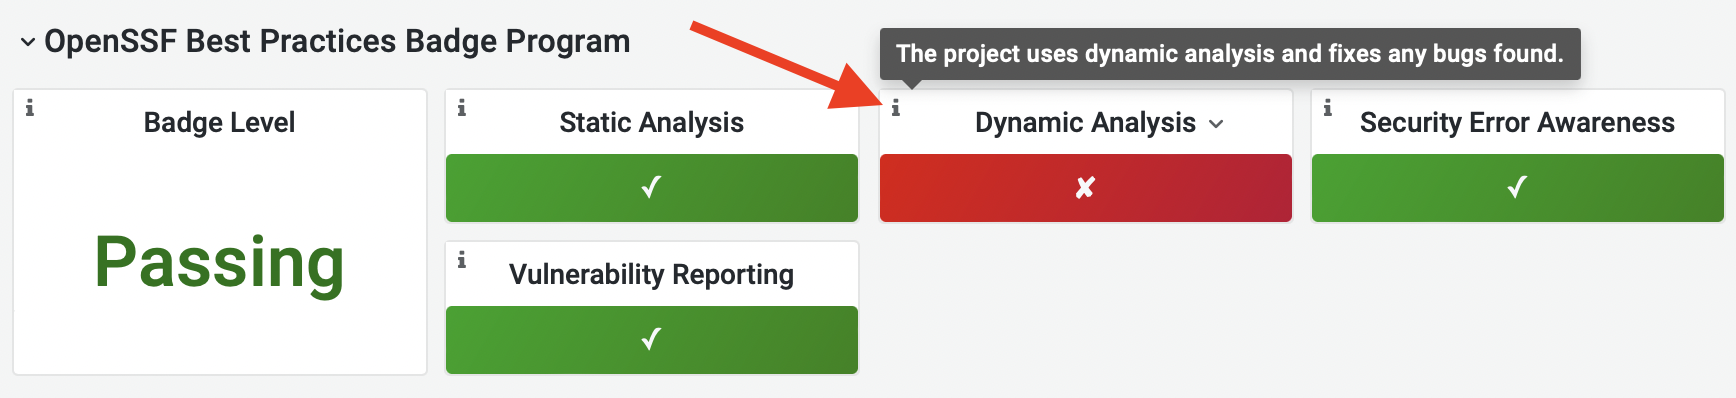 OpenSSF Best Practices Badge Program
The project uses dynamic analysis and fixes any bugs found.
Badge Level
Passing
Static Analysis
✓
Dynamic Analysis
✘
Security Error Awareness
✓
Vulnerability Reporting
✓